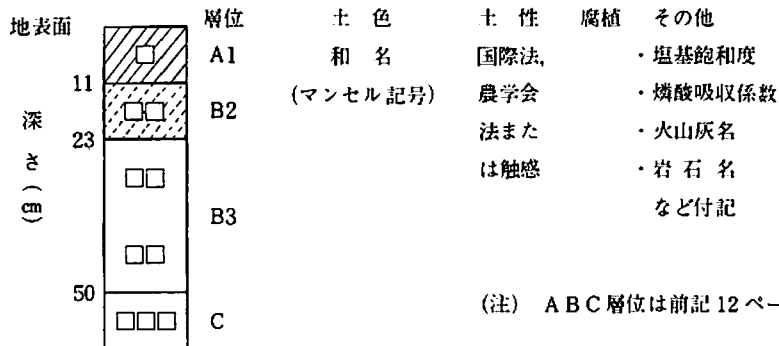 地表面 層位 土色 土性 腐植 その他
A1 和名 国際法, ・塩基飽和度
11 (マンセル記号) 農学会 ・燐酸吸収係数
B2 法また ・火山灰名
23 は触感 ・岩石名
など付記
深さ(cm)
B3
50
C
(注) ABC層位は前記12ペー